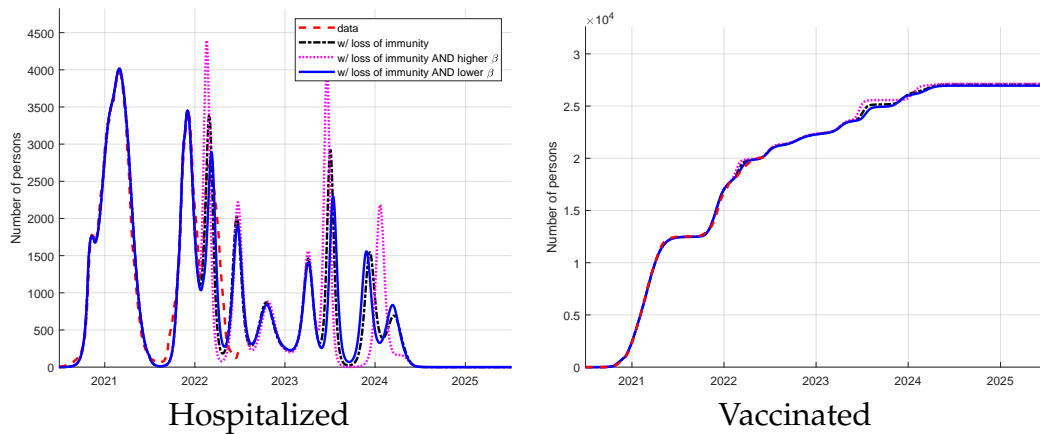 4500
4000
3500
3000
2500
2000
1500
1000
500
0
Number of persons
2021 2022 2023 2024 2025
data
w/ loss of immunity
w/ loss of immunity AND higher β
w/ loss of immunity AND lower β
Hospitalized
×10⁴
3
2.5
2
1.5
1
0.5
0
Number of persons
2021 2022 2023 2024 2025
Vaccinated